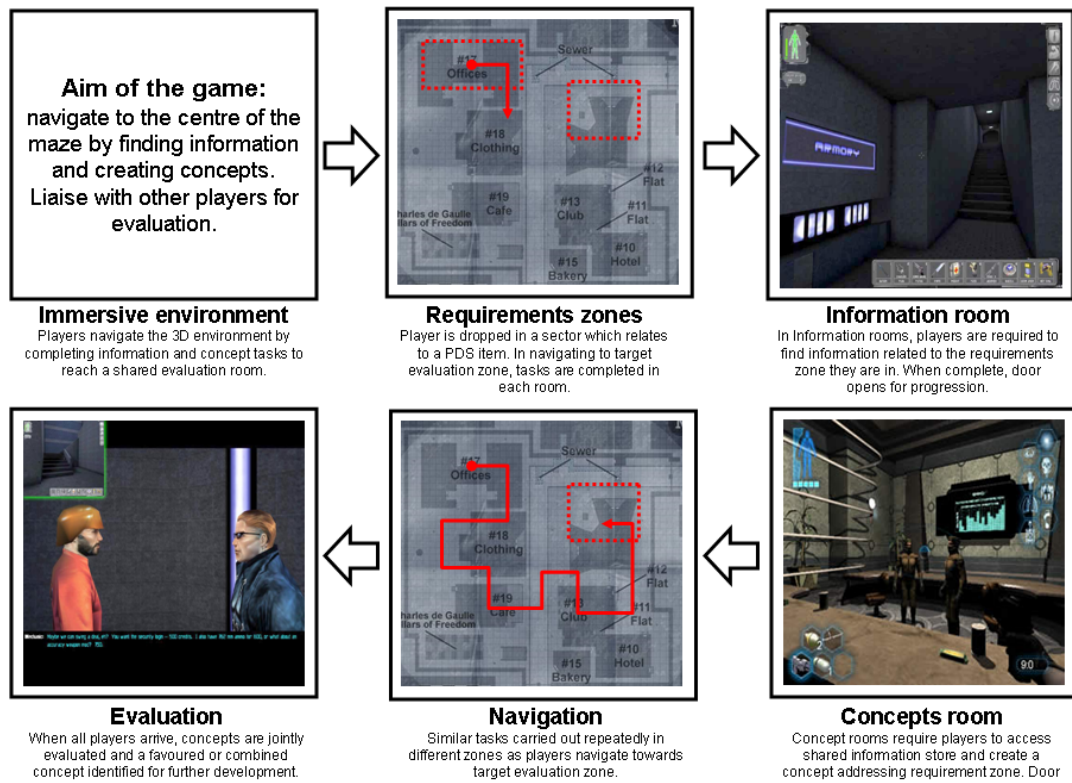 Aim of the game:
navigate to the centre of the
maze by finding information
and creating concepts.
Liaise with other players for
evaluation.
Immersive environment
Players navigate the 3D environment by
completing information and concept tasks to
reach a shared evaluation room.
Sewer
#17
Offices
#18
Clothing
#12
Flat
#19
Cafe
#13
Club
#11
Flat
harles de Gaulle
llars of Freedom
#10
Hotel
#15
Bakery
Requirements zones
Player is dropped in a sector which relates
to a PDS item. In navigating to target
evaluation zone, tasks are completed in
each room.
ARMORY
Information room
In Information rooms, players are required to
find information related to the requirements
zone they are in. When complete, door
opens for progression.
Evaluation
When all players arrive, concepts are jointly
evaluated and a favoured or combined
concept identified for further development.
Sewer
#17
Offices
#18
Clothing
#12
Flat
#19
Cafe
#13
Club
#11
Flat
harles de Gaulle
llars of Freedom
#10
Hotel
#15
Bakery
Navigation
Similar tasks carried out repeatedly in
different zones as players navigate towards
target evaluation zone.
2
90
Concepts room
Concept rooms require players to access
shared information store and create a
concept addressing requirement zone. Door